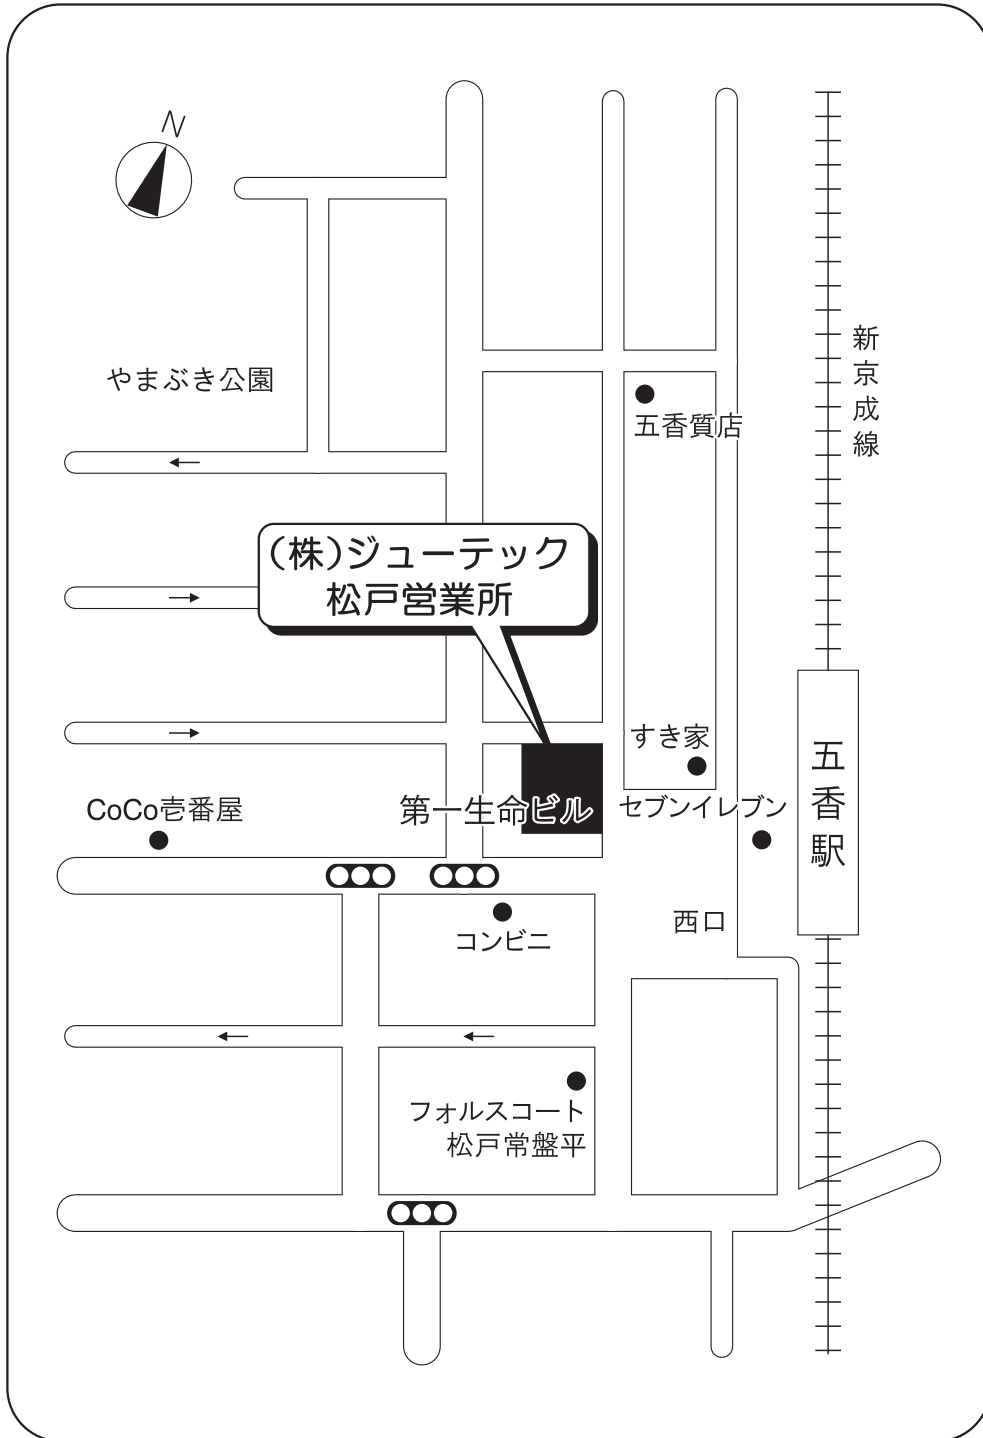 N
やまぶき公園
五香質店
新京成線
(株)ジューテック
松戸営業所
すき家
五香駅
CoCo壱番屋
第一生命ビル
セブンイレブン
西口
コンビニ
フォルスコート
松戸常盤平